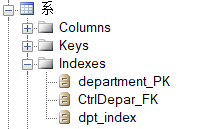 系
Columns
Keys
Indexes
department_PK
CtrlDepar_FK
dpt_index